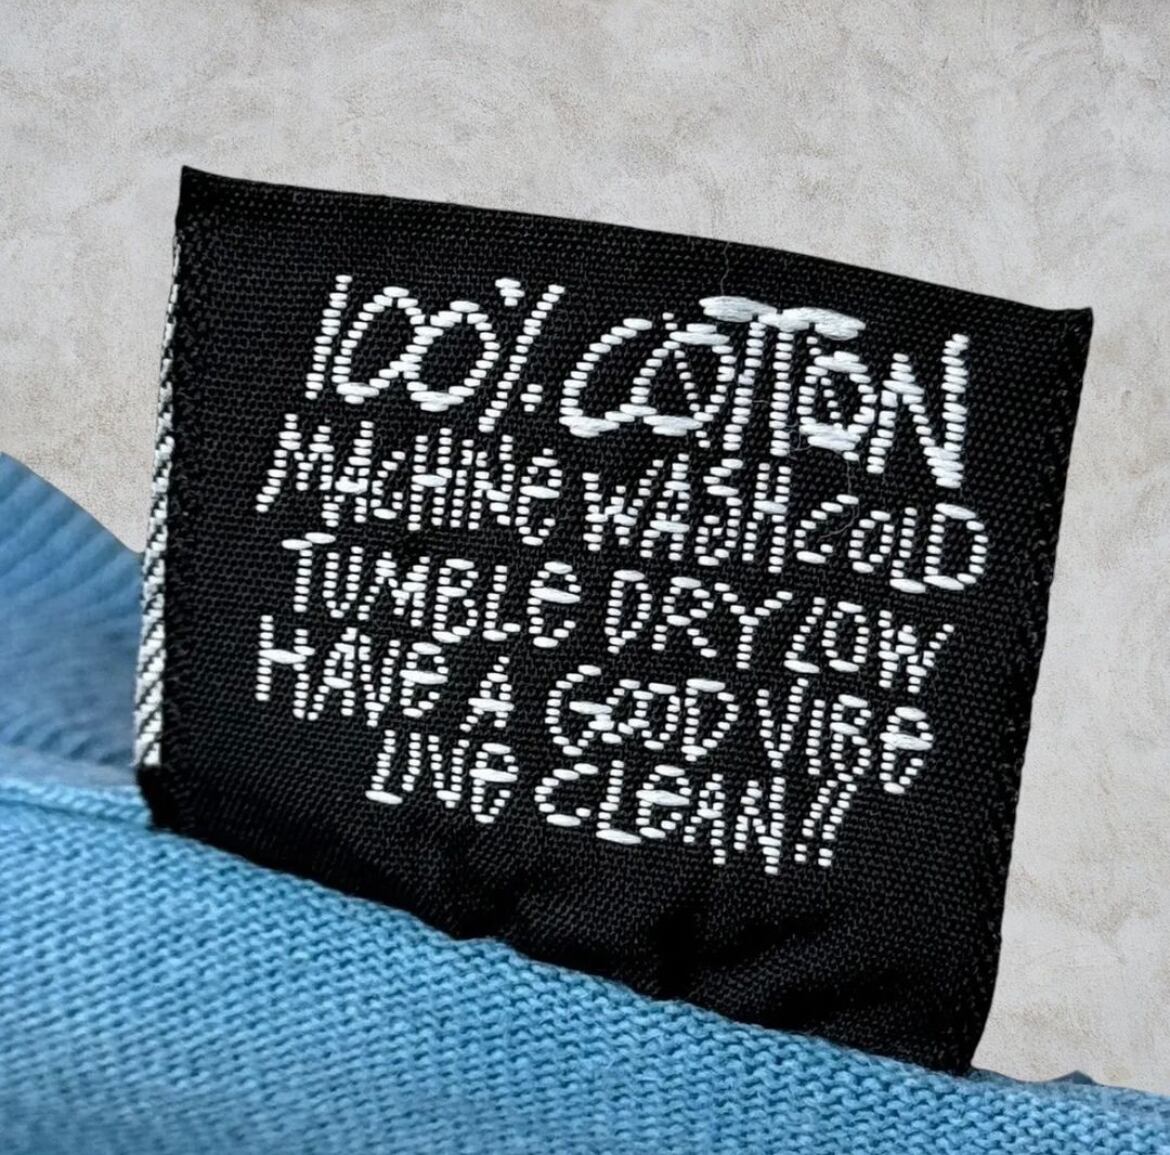 100% COTTON
MACHINE WASH COLD
TUMBLE DRY LOW
HAVE A GOOD VIBE
LIVE CLEAN!!